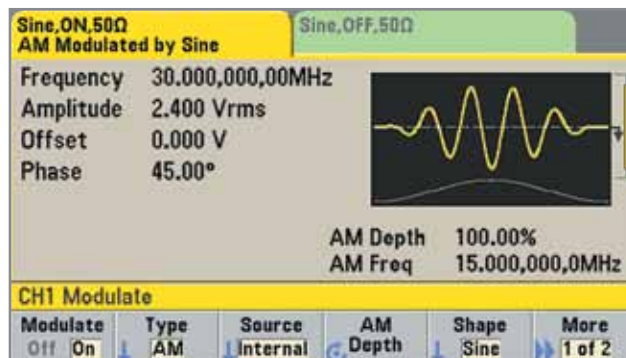 Sine,ON,50Ω
AM Modulated by Sine
Sine,OFF,50Ω
Frequency 30.000,000,00MHz
Amplitude 2.400 Vrms
Offset 0.000 V
Phase 45.00°
AM Depth 100.00%
AM Freq 15.000,000,0MHz
CH1 Modulate
Modulate Off On
Type AM
Source Internal
AM Depth
Shape Sine
More 1 of 2